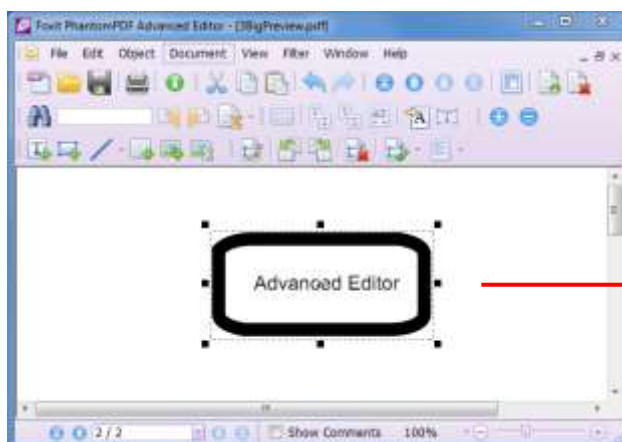 Foxit PhantomPDF Advanced Editor - [3BigPreview.pdf]
File Edit Object Document View Filter Window Help
Advanced Editor
2 / 2 Show Comments 100%